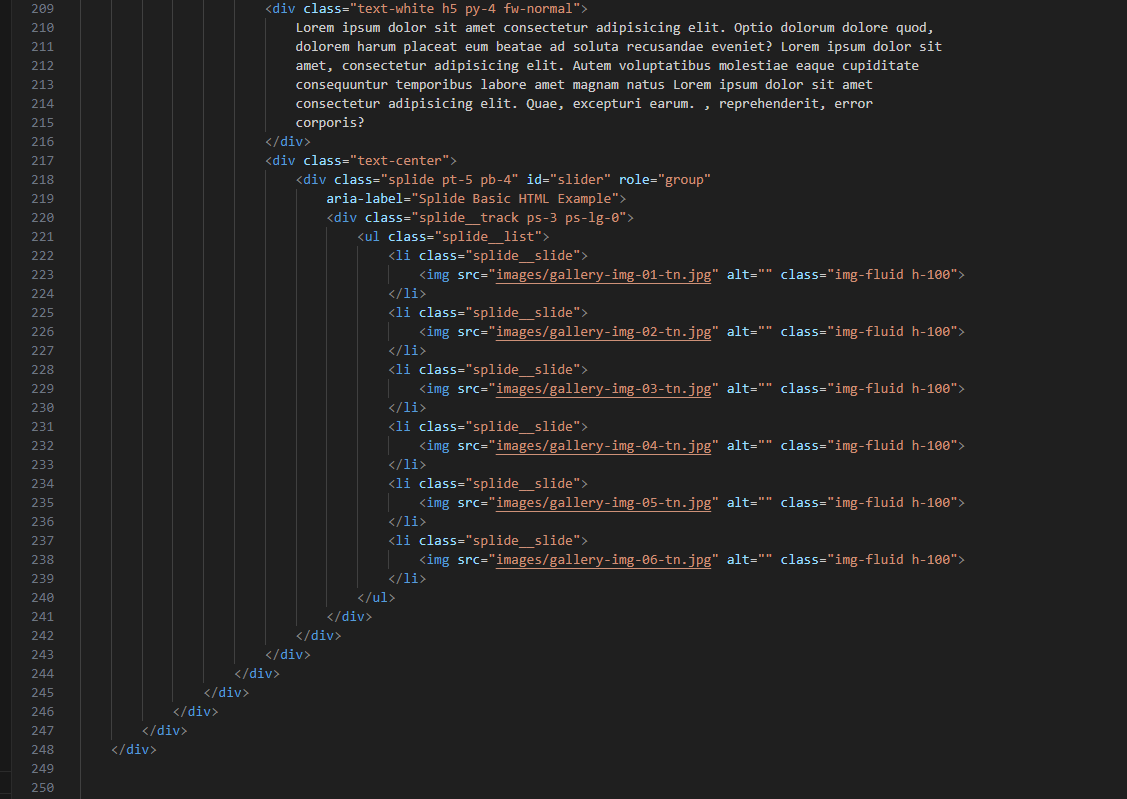 209 <div class="text-white h5 py-4 fw-normal">
210 Lorem ipsum dolor sit amet consectetur adipisicing elit. Optio dolorum dolore quod,
211 dolorem harum placeat eum beatae ad soluta recusandae eveniet? Lorem ipsum dolor sit
212 amet, consectetur adipisicing elit. Autem voluptatibus molestiae eaque cupiditate
213 consequuntur temporibus labore amet magnam natus Lorem ipsum dolor sit amet
214 consectetur adipisicing elit. Quae, excepturi earum. , reprehenderit, error
215 corporis?
216 </div>
217 <div class="text-center">
218 <div class="splide pt-5 pb-4" id="slider" role="group"
219 aria-label="Splide Basic HTML Example">
220 <div class="splide__track ps-3 ps-lg-0">
221 <ul class="splide__list">
222 <li class="splide__slide">
223 <img src="images/gallery-img-01-tn.jpg" alt="" class="img-fluid h-100">
224 </li>
225 <li class="splide__slide">
226 <img src="images/gallery-img-02-tn.jpg" alt="" class="img-fluid h-100">
227 </li>
228 <li class="splide__slide">
229 <img src="images/gallery-img-03-tn.jpg" alt="" class="img-fluid h-100">
230 </li>
231 <li class="splide__slide">
232 <img src="images/gallery-img-04-tn.jpg" alt="" class="img-fluid h-100">
233 </li>
234 <li class="splide__slide">
235 <img src="images/gallery-img-05-tn.jpg" alt="" class="img-fluid h-100">
236 </li>
237 <li class="splide__slide">
238 <img src="images/gallery-img-06-tn.jpg" alt="" class="img-fluid h-100">
239 </li>
240 </ul>
241 </div>
242 </div>
243 </div>
244 </div>
245 </div>
246 </div>
247 </div>
248 </div>
249
250